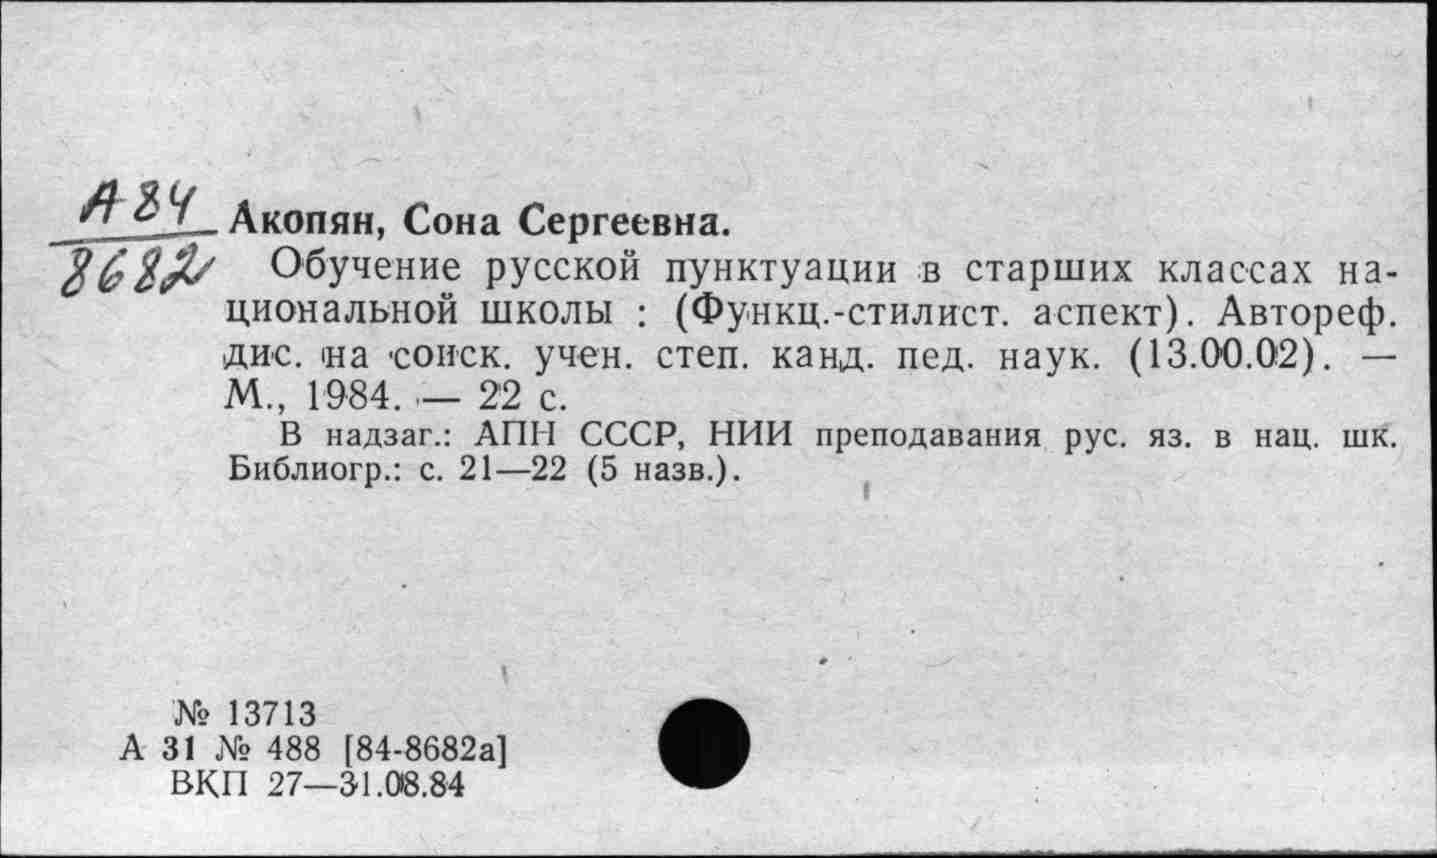 А84
8682
Акопян, Сона Сергеевна.
Обучение русской пунктуации в старших классах на-
циональной школы : (Функц.-стилист. аспект). Автореф.
дис. на соиск. учен. степ. канд. пед. наук. (13.00.02). —
М., 1984. — 22 с.
В надзаг.: АПН СССР, НИИ преподавания рус. яз. в нац. шк.
Библиогр.: с. 21—22 (5 назв.).
№ 13713
А 31 № 488 [84-8682а]
ВКП 27—31.08.84